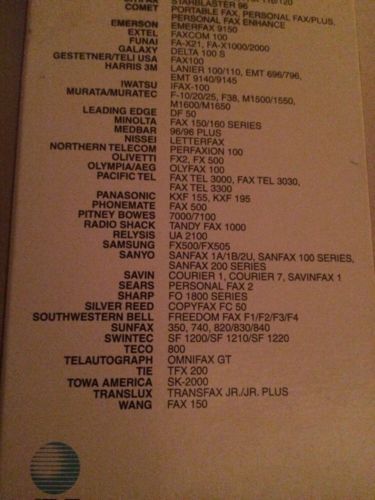 STARBLASTER 96
COMET PORTABLE FAX, PERSONAL FAX/PLUS,
PERSONAL FAX ENHANCE
EMERSON EMERFAX 9150
EXTEL FAXCOM 100
FUNAI FA-X21, FA-X1000/2000
GALAXY DELTA 100 S
GESTETNER/TELI USA FAX100
HARRIS 3M LANIER 100/110, EMT 696/796,
EMT 9140/9145
IWATSU IFAX-100
MURATA/MURATEC F-10/20/25, F38, M1500/1550,
M1600/M1650
LEADING EDGE DF 50
MINOLTA FAX 150/160 SERIES
MEDBAR 96/96 PLUS
NISSEI LETTERFAX
NORTHERN TELECOM PERFAXION 100
OLIVETTI FX2, FX 500
OLYMPIA/AEG OLYFAX 100
PACIFIC TEL FAX TEL 3000, FAX TEL 3030,
FAX TEL 3300
PANASONIC KXF 155, KXF 195
PHONEMATE FAX 500
PITNEY BOWES 7000/7100
RADIO SHACK TANDY FAX 1000
RELYSIS UA 2100
SAMSUNG FX500/FX505
SANYO SANFAX 1A/1B/2U, SANFAX 100 SERIES,
SANFAX 200 SERIES
SAVIN COURIER 1, COURIER 7, SAVINFAX 1
SEARS PERSONAL FAX 2
SHARP FO 1800 SERIES
SILVER REED COPYFAX FC 50
SOUTHWESTERN BELL FREEDOM FAX F1/F2/F3/F4
SUNFAX 350, 740, 820/830/840
SWINTEC SF 1200/SF 1210/SF 1220
TECO 800
TELAUTOGRAPH OMNIFAX GT
TIE TFX 200
TOWA AMERICA SK-2000
TRANSLUX TRANSFAX JR./JR. PLUS
WANG FAX 150